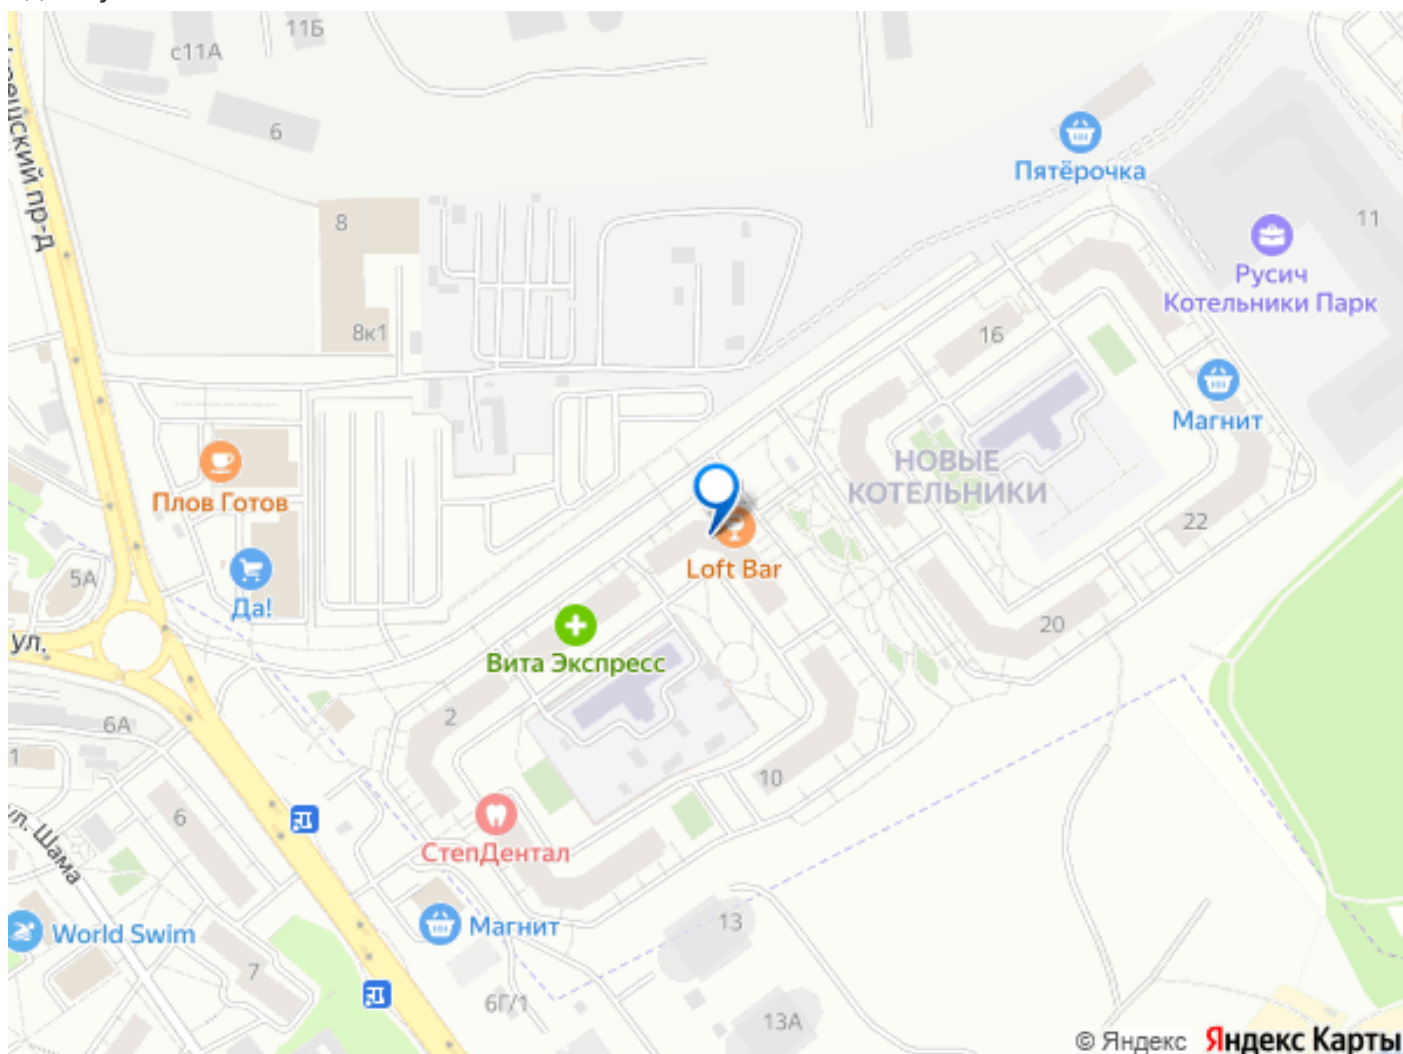 11Б
с11А
6
Пятёрочка
8
11
Русич
Котельники Парк
8к1
16
Магнит
НОВЫЕ
КОТЕЛЬНИКИ
Плов Готов
22
Loft Bar
5А
Да!
ул.
20
Вита Экспресс
2
6А
1
10
6
ул. Шама
СтепДентал
13
Магнит
World Swim
7
6Г/1
13А
© Яндекс Яндекс Карты